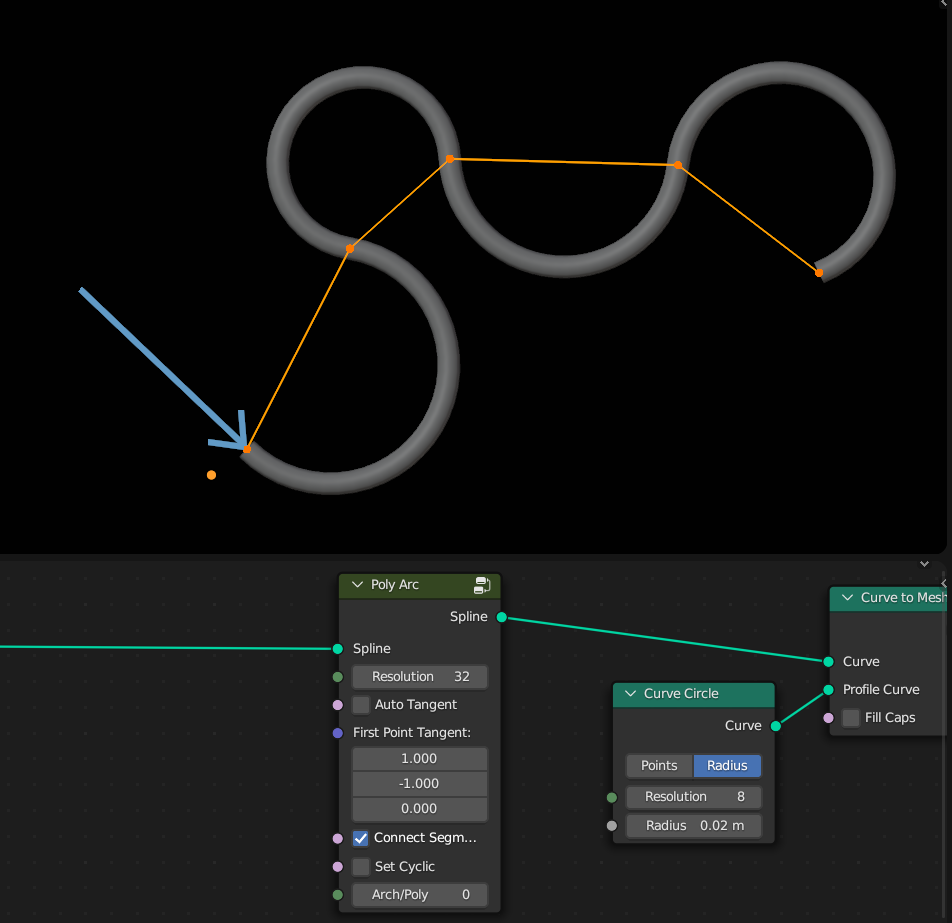 Poly Arc
Spline
Spline
Resolution 32
Auto Tangent
First Point Tangent:
1.000
-1.000
0.000
Connect Segm...
Set Cyclic
Arch/Poly 0
Curve Circle
Curve
Points Radius
Resolution 8
Radius 0.02 m
Curve to Mesh
Curve
Profile Curve
Fill Caps